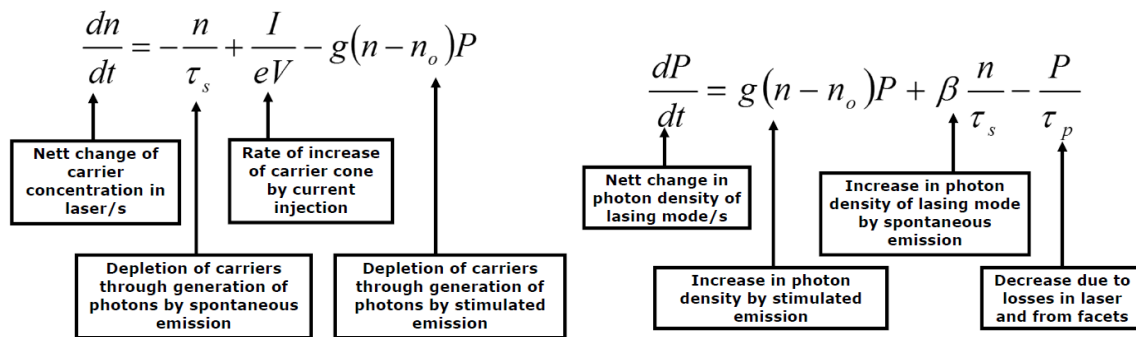 dn/dt = −n/τs + I/eV − g(n − no)P
Nett change of
carrier
concentration in
laser/s
Rate of increase
of carrier cone
by current
injection
Depletion of carriers
through generation of
photons by spontaneous
emission
Depletion of carriers
through generation of
photons by stimulated
emission
dP/dt = g(n − no)P + β n/τs − P/τp
Nett change in
photon density of
lasing mode/s
Increase in photon
density of lasing mode
by spontaneous
emission
Increase in photon
density by stimulated
emission
Decrease due to
losses in laser
and from facets